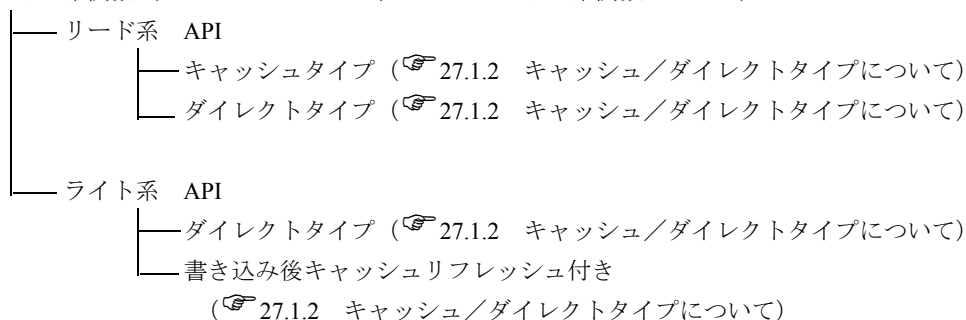 リード系 API
キャッシュタイプ（☞27.1.2 キャッシュ／ダイレクトタイプについて）
ダイレクトタイプ（☞27.1.2 キャッシュ／ダイレクトタイプについて）
ライト系 API
ダイレクトタイプ（☞27.1.2 キャッシュ／ダイレクトタイプについて）
書き込み後キャッシュリフレッシュ付き
（☞27.1.2 キャッシュ／ダイレクトタイプについて）